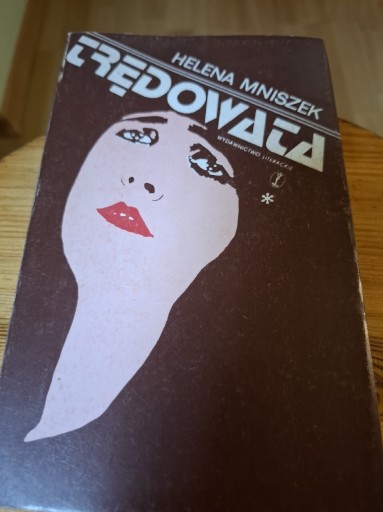 HELENA MNISZEK
TRĘDOWATA
WYDAWNICTWO LITERACKIE
*